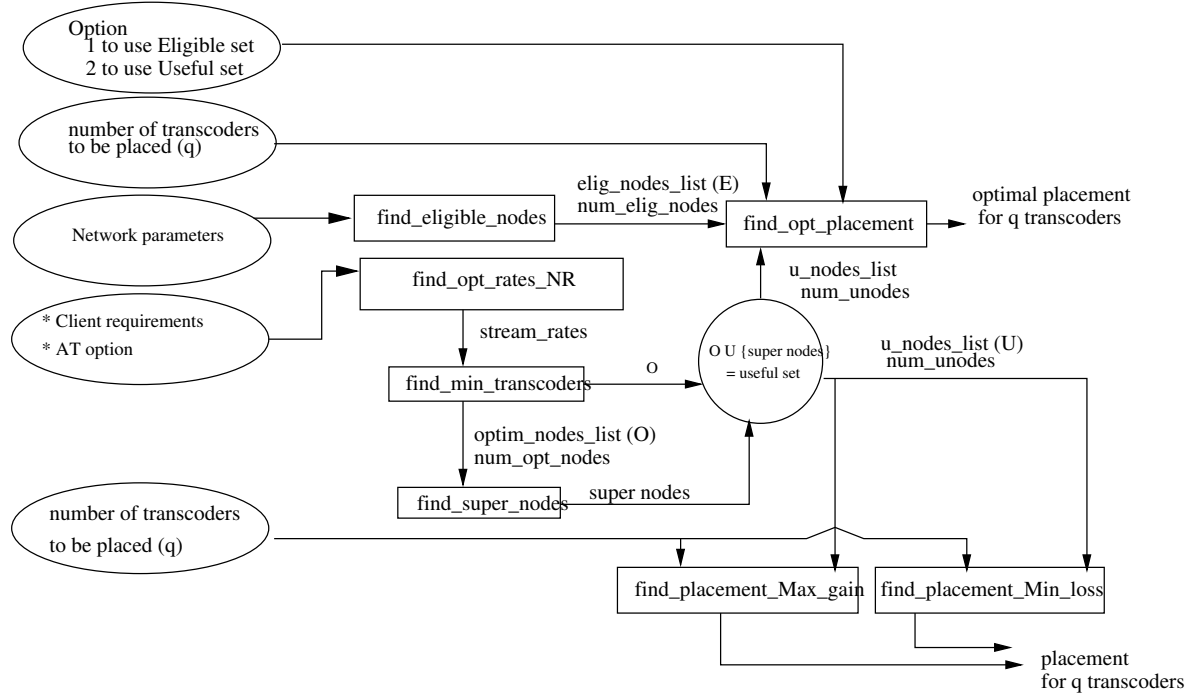 Option
1 to use Eligible set
2 to use Useful set
number of transcoders
to be placed (q)
elig_nodes_list (E)
num_elig_nodes
optimal placement
for q transcoders
find_eligible_nodes
find_opt_placement
Network parameters
find_opt_rates_NR
u_nodes_list
num_unodes
* Client requirements
* AT option
stream_rates
O U {super nodes}
= useful set
u_nodes_list (U)
num_unodes
find_min_transcoders
O
optim_nodes_list (O)
num_opt_nodes
find_super_nodes
super nodes
number of transcoders
to be placed (q)
find_placement_Max_gain
find_placement_Min_loss
placement
for q transcoders